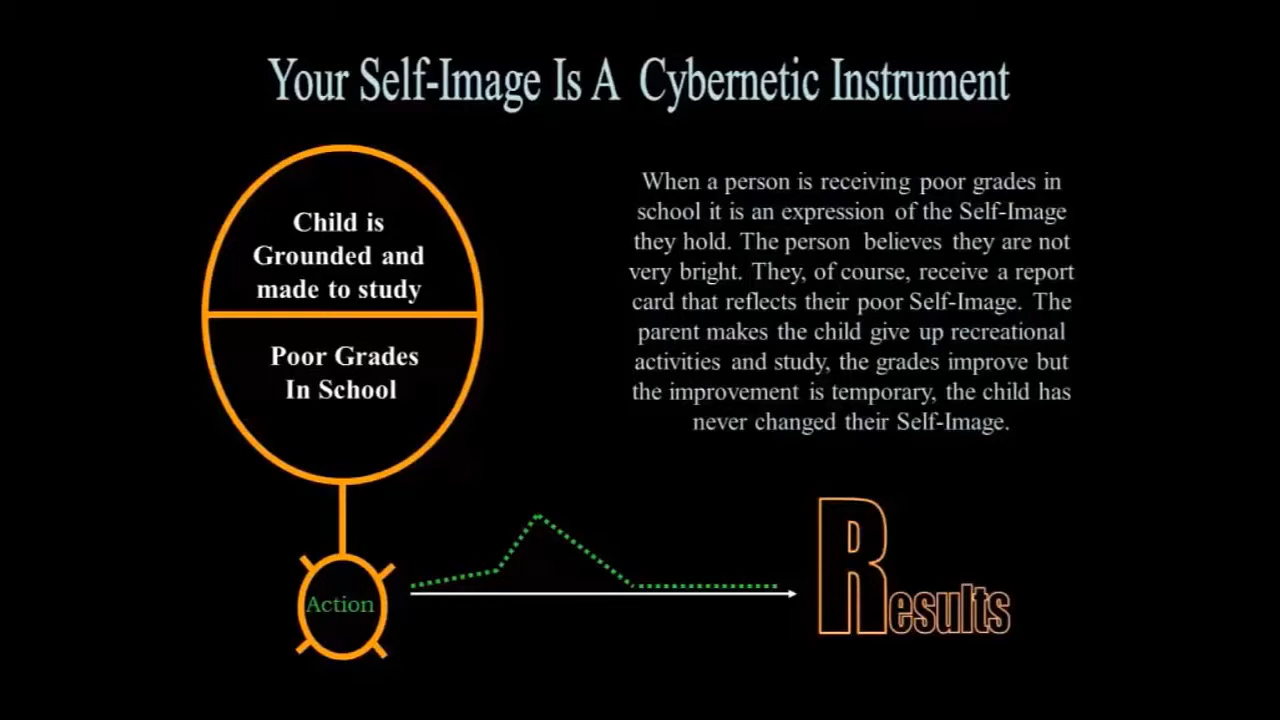 Your Self-Image Is A Cybernetic Instrument
Child is
Grounded and
made to study
Poor Grades
In School
When a person is receiving poor grades in
school it is an expression of the Self-Image
they hold. The person believes they are not
very bright. They, of course, receive a report
card that reflects their poor Self-Image. The
parent makes the child give up recreational
activities and study, the grades improve but
the improvement is temporary, the child has
never changed their Self-Image.
Action
Results